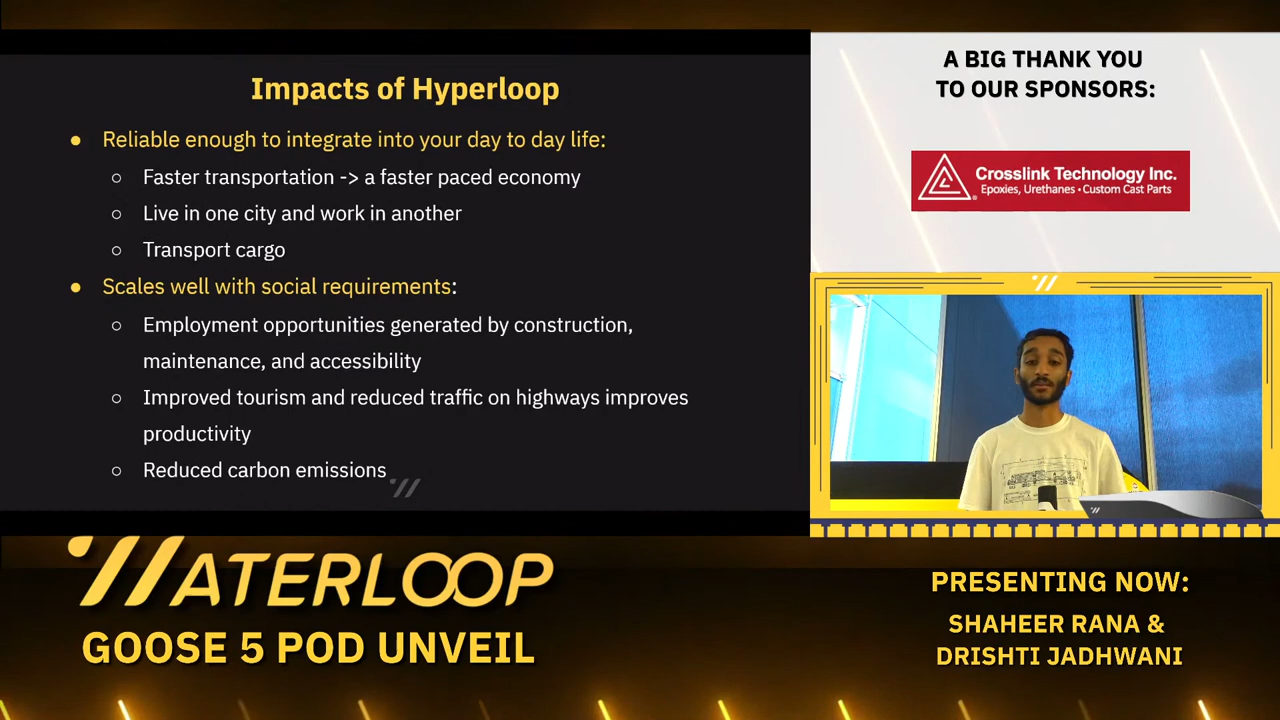 Impacts of Hyperloop
● Reliable enough to integrate into your day to day life:
○ Faster transportation -> a faster paced economy
○ Live in one city and work in another
○ Transport cargo
● Scales well with social requirements:
○ Employment opportunities generated by construction,
maintenance, and accessibility
○ Improved tourism and reduced traffic on highways improves
productivity
○ Reduced carbon emissions
A BIG THANK YOU
TO OUR SPONSORS:
Crosslink Technology Inc.
Epoxies, Urethanes • Custom Cast Parts
WATERLOOP
GOOSE 5 POD UNVEIL
PRESENTING NOW:
SHAHEER RANA &
DRISHTI JADHWANI